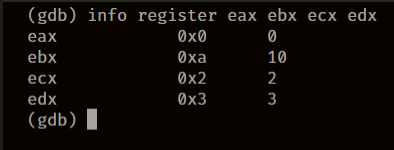 (gdb) info register eax ebx ecx edx
eax            0x0      0
ebx            0xa      10
ecx            0x2      2
edx            0x3      3
(gdb)